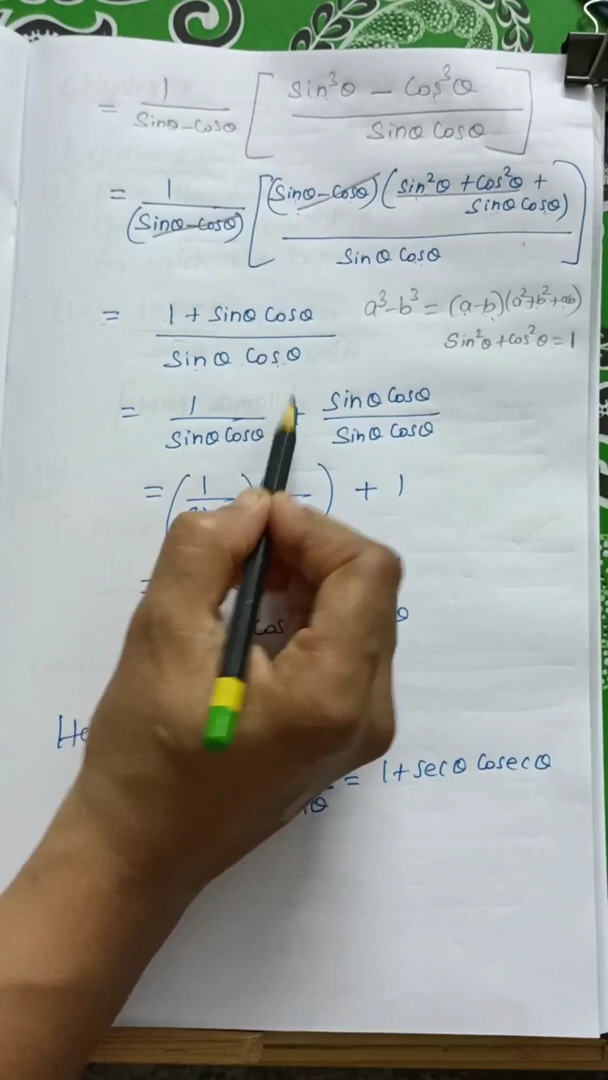 = 1/(Sinθ-Cosθ) [ (Sin³θ - Cos³θ)/(Sinθ Cosθ) ]
= 1/(Sinθ-Cosθ) [ (Sinθ-Cosθ)(Sin²θ + Cos²θ + Sinθ Cosθ)/(Sinθ Cosθ) ]
= (1 + Sinθ Cosθ)/(Sinθ Cosθ)
a³-b³ = (a-b)(a²+b²+ab)
Sin²θ + Cos²θ = 1
= 1/(Sinθ Cosθ) + (Sinθ Cosθ)/(Sinθ Cosθ)
= (1/ ) + 1
=
Cos θ
= 1 + Secθ Cosecθ